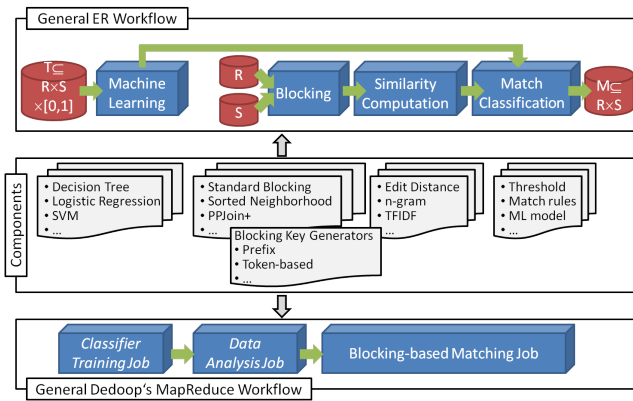 General ER Workflow
T⊆
R×S
×[0,1]
Machine
Learning
R
S
Blocking
Similarity
Computation
Match
Classification
M⊆
R×S
Components
• Decision Tree
• Logistic Regression
• SVM
• ...
• Standard Blocking
• Sorted Neighborhood
• PPJoin+
• ...
Blocking Key Generators
• Prefix
• Token-based
• ...
• Edit Distance
• n-gram
• TFIDF
• ...
• Threshold
• Match rules
• ML model
• ...
Classifier
Training Job
Data
Analysis Job
Blocking-based Matching Job
General Dedoop's MapReduce Workflow